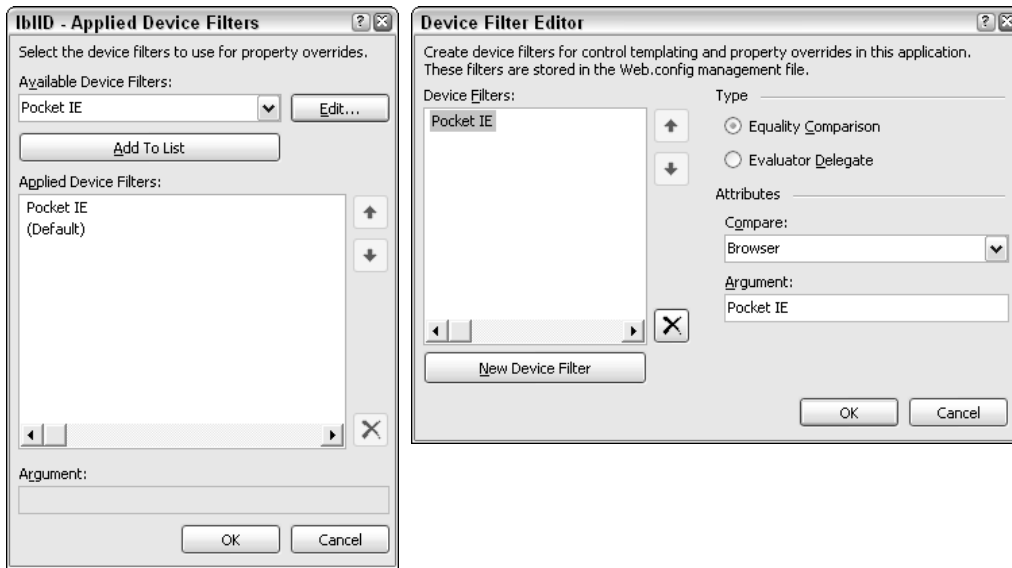 lblID - Applied Device Filters
Select the device filters to use for property overrides.
Available Device Filters:
Pocket IE
Edit...
Add To List
Applied Device Filters:
Pocket IE
(Default)
Argument:
OK
Cancel
Device Filter Editor
Create device filters for control templating and property overrides in this application.
These filters are stored in the Web.config management file.
Device Filters:
Pocket IE
New Device Filter
Type
Equality Comparison
Evaluator Delegate
Attributes
Compare:
Browser
Argument:
Pocket IE
OK
Cancel